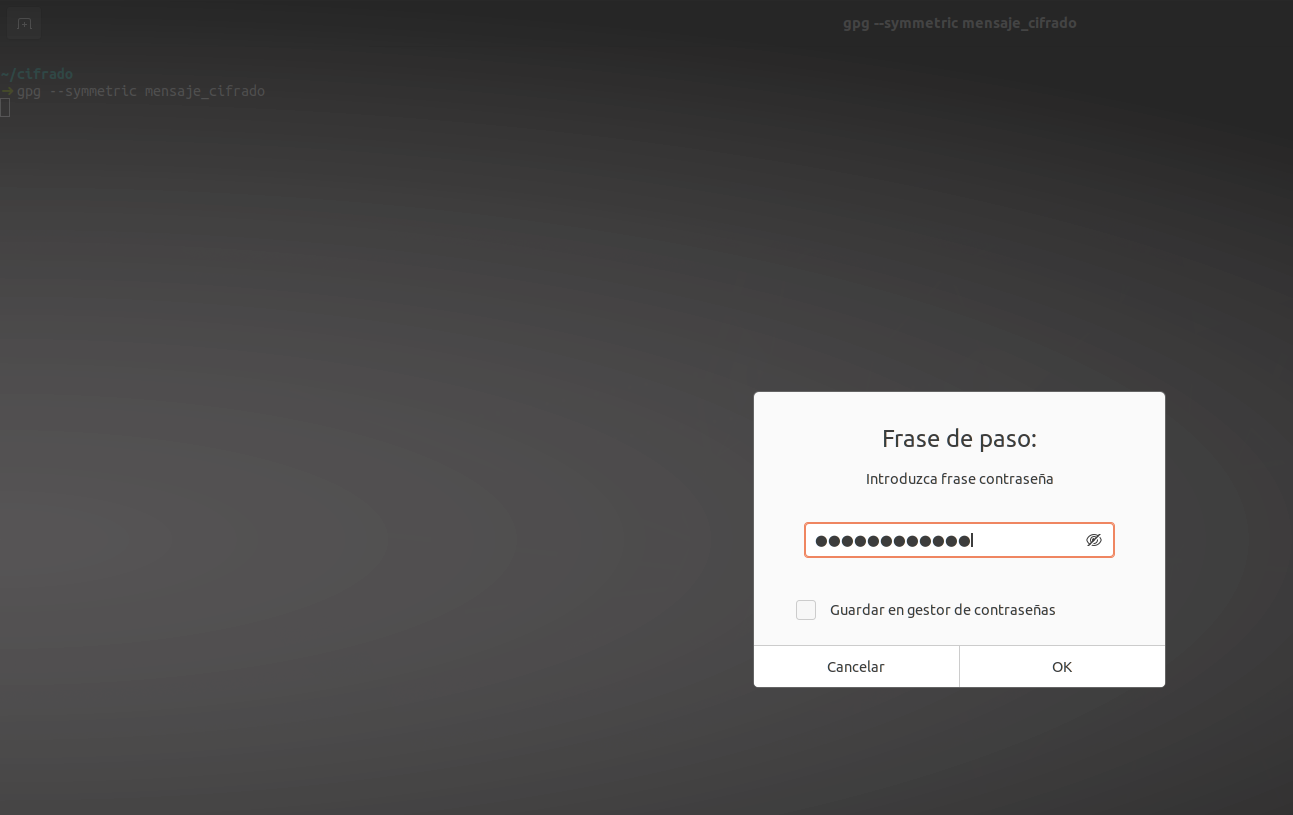 gpg --symmetric mensaje_cifrado
~/cifrado
→ gpg --symmetric mensaje_cifrado
Frase de paso:
Introduzca frase contraseña
●●●●●●●●●●●●
Guardar en gestor de contraseñas
Cancelar OK